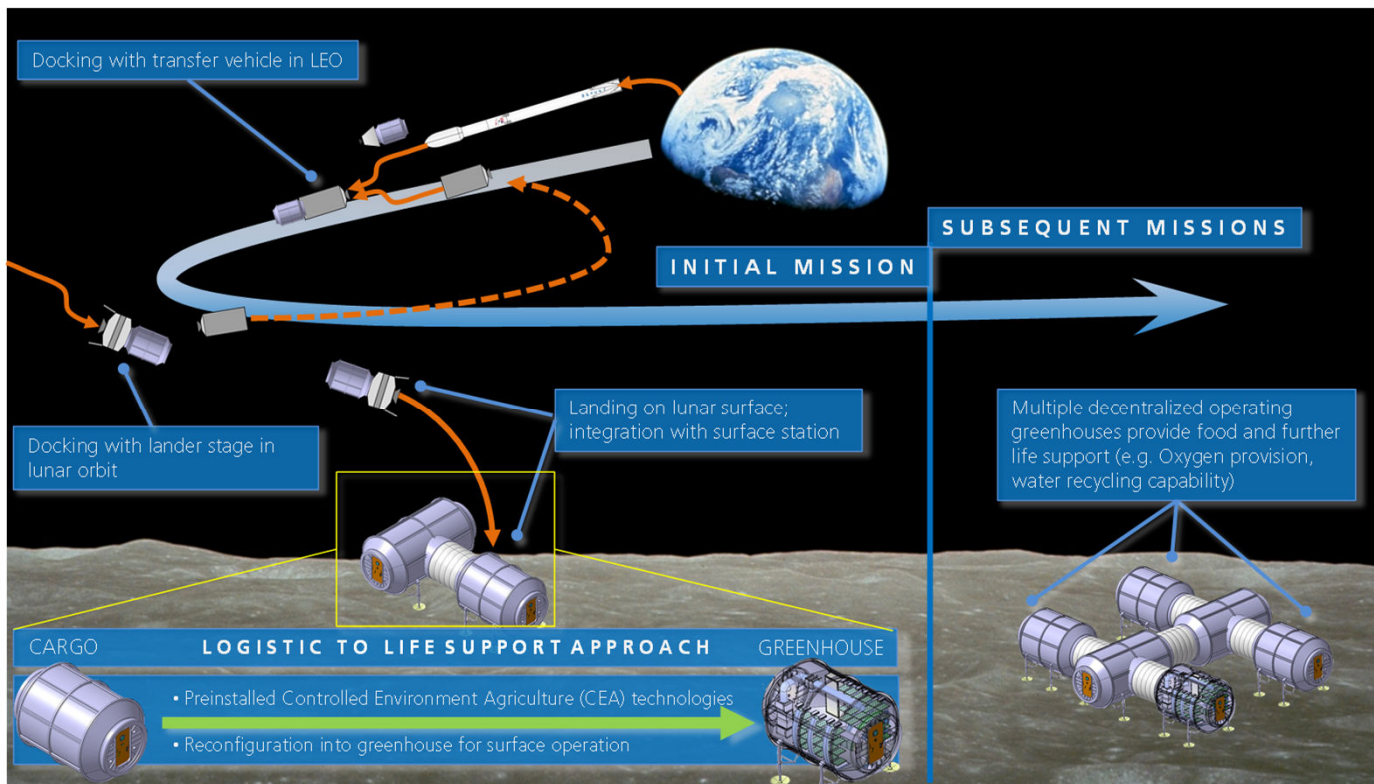 Docking with transfer vehicle in LEO
SUBSEQUENT MISSIONS
INITIAL MISSION
Docking with lander stage in
lunar orbit
Landing on lunar surface;
integration with surface station
Multiple decentralized operating
greenhouses provide food and further
life support (e.g. Oxygen provision,
water recycling capability)
CARGO
LOGISTIC TO LIFE SUPPORT APPROACH
GREENHOUSE
• Preinstalled Controlled Environment Agriculture (CEA) technologies
• Reconfiguration into greenhouse for surface operation